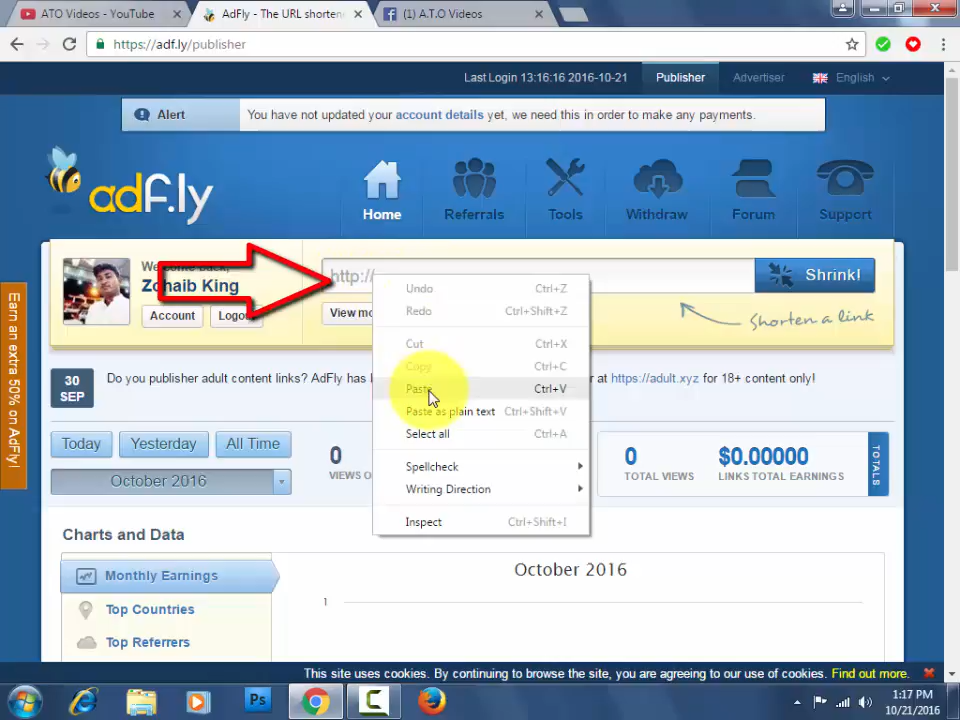 ATO Videos - YouTube
AdFly - The URL shorten
(1) A.T.O Videos
https://adf.ly/publisher
Last Login 13:16:16 2016-10-21
Publisher
Advertiser
English
Alert
You have not updated your account details yet, we need this in order to make any payments.
adf.ly
Home
Referrals
Tools
Withdraw
Forum
Support
Welcome back,
Zohaib King
Account
Logout
http://
Shrink!
View mo
Shorten a link
Undo Ctrl+Z
Redo Ctrl+Shift+Z
Cut Ctrl+X
Copy Ctrl+C
Paste Ctrl+V
Paste as plain text Ctrl+Shift+V
Select all Ctrl+A
Spellcheck
Writing Direction
Inspect Ctrl+Shift+I
Earn an extra 50% on AdFly!
30
SEP
Do you publisher adult content links? AdFly has l
r at https://adult.xyz for 18+ content only!
Today
Yesterday
All Time
October 2016
0
VIEWS O
0
TOTAL VIEWS
$0.00000
LINKS TOTAL EARNINGS
TOTALS
Charts and Data
Monthly Earnings
Top Countries
Top Referrers
October 2016
1
This site uses cookies. By continuing to browse the site, you are agreeing to our use of cookies. Find out more.
Ps
1:17 PM
10/21/2016